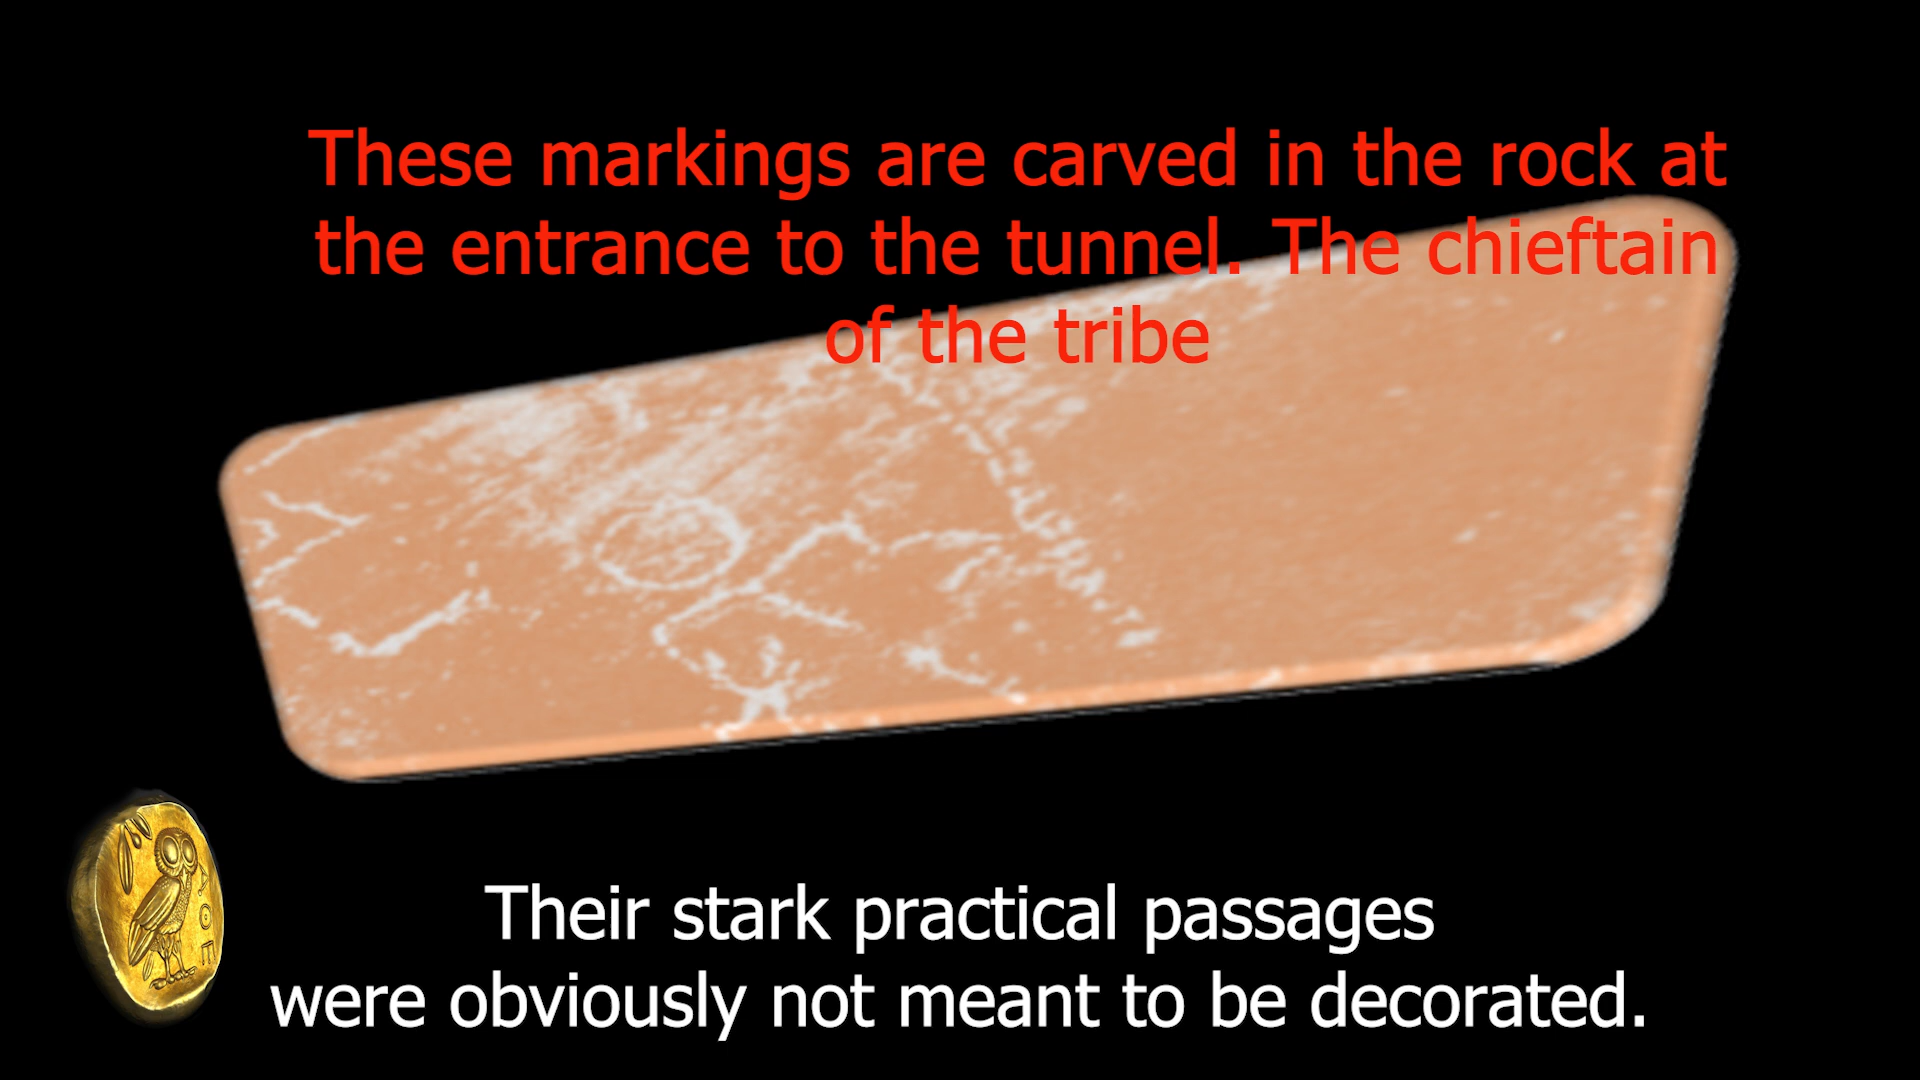 These markings are carved in the rock at
the entrance to the tunnel. The chieftain
of the tribe
ΑΘΕ
Their stark practical passages
were obviously not meant to be decorated.